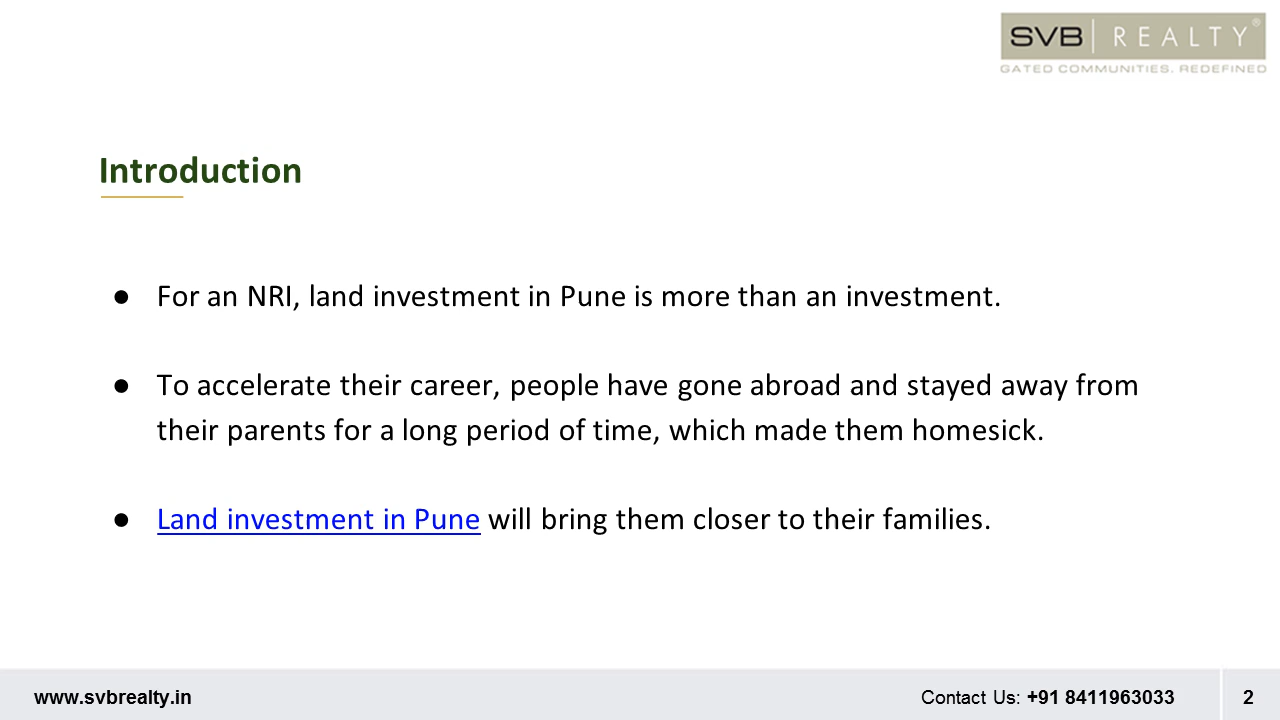 SVB | REALTY®
GATED COMMUNITIES. REDEFINED
Introduction
● For an NRI, land investment in Pune is more than an investment.
● To accelerate their career, people have gone abroad and stayed away from
their parents for a long period of time, which made them homesick.
● Land investment in Pune will bring them closer to their families.
www.svbrealty.in
Contact Us: +91 8411963033
2